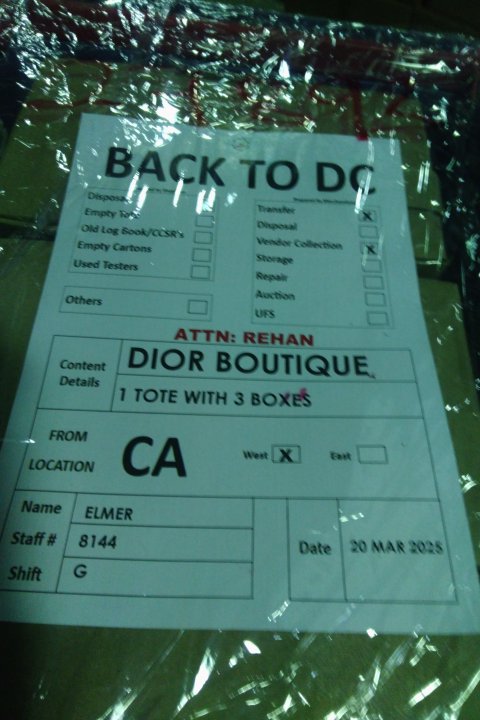 BACK TO DC
Empty
Old Log Book/CCSR's
Empty Cartons
Used Testers
Others
Transfer X
Disposal
Vendor Collection X
Storage
Repair
Auction
UFS
ATTN: REHAN
Content Details
DIOR BOUTIQUE
1 TOTE WITH 3 BOXES
FROM LOCATION
CA
West X East
Name ELMER
Staff # 8144
Shift G
Date 20 MAR 2025